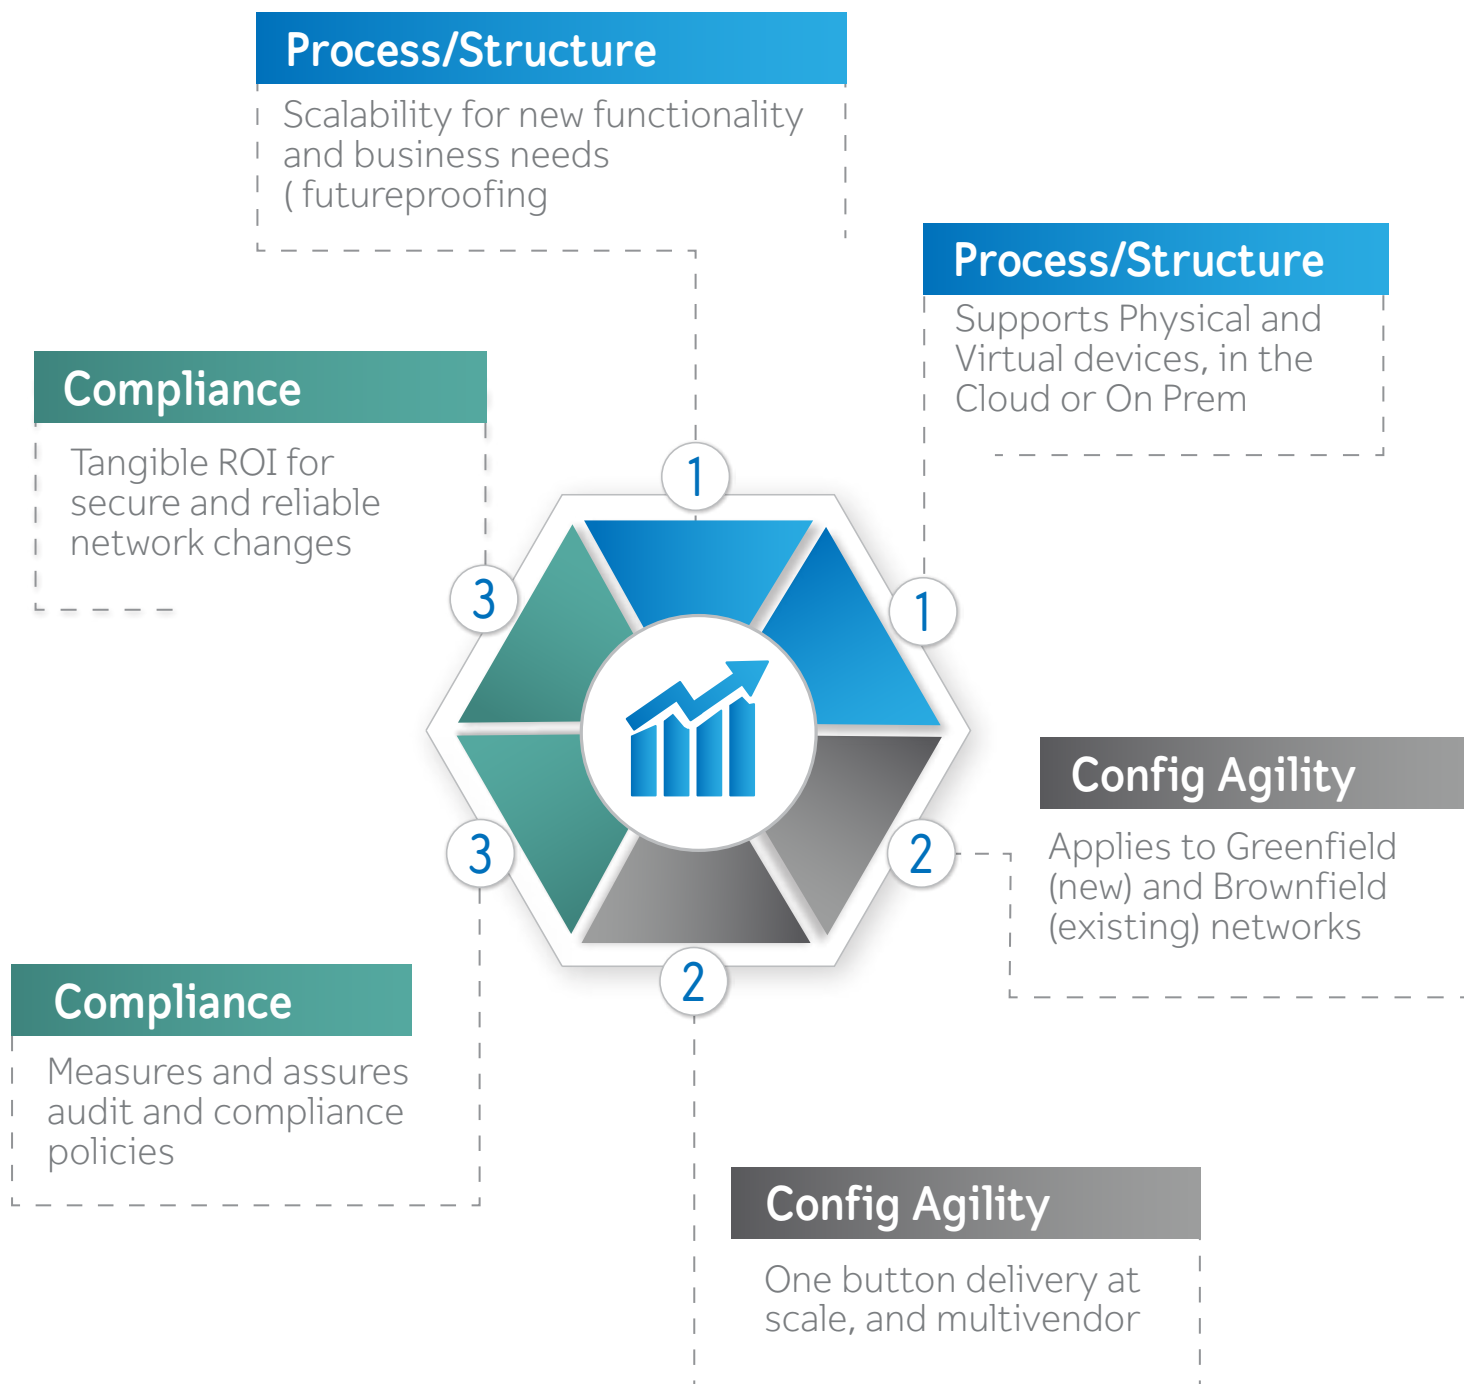 Process/Structure
Scalability for new functionality
and business needs
( futureproofing
Process/Structure
Supports Physical and
Virtual devices, in the
Cloud or On Prem
Compliance
Tangible ROI for
secure and reliable
network changes
1
3
1
Config Agility
Applies to Greenfield
(new) and Brownfield
(existing) networks
3
2
2
Compliance
Measures and assures
audit and compliance
policies
Config Agility
One button delivery at
scale, and multivendor